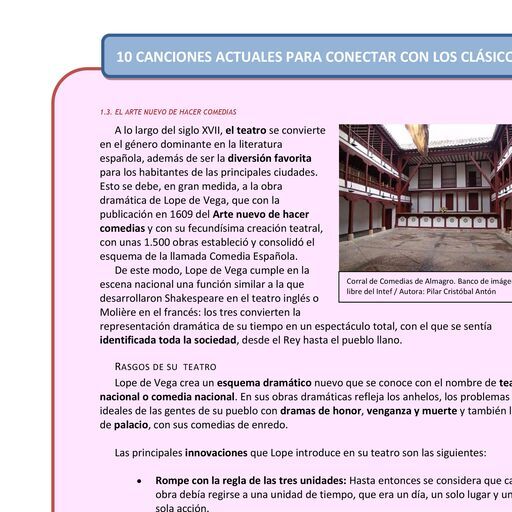 10 CANCIONES ACTUALES PARA CONECTAR CON LOS CLÁSICO
1.3. EL ARTE NUEVO DE HACER COMEDIAS
A lo largo del siglo XVII, el teatro se convierte
en el género dominante en la literatura
española, además de ser la diversión favorita
para los habitantes de las principales ciudades.
Esto se debe, en gran medida, a la obra
dramática de Lope de Vega, que con la
publicación en 1609 del Arte nuevo de hacer
comedias y con su fecundísima creación teatral,
con unas 1.500 obras estableció y consolidó el
esquema de la llamada Comedia Española.
De este modo, Lope de Vega cumple en la
escena nacional una función similar a la que
desarrollaron Shakespeare en el teatro inglés o
Molière en el francés: los tres convierten la
representación dramática de su tiempo en un espectáculo total, con el que se sentía
identificada toda la sociedad, desde el Rey hasta el pueblo llano.
Corral de Comedias de Almagro. Banco de imáge
libre del Intef / Autora: Pilar Cristóbal Antón
RASGOS DE SU TEATRO
Lope de Vega crea un esquema dramático nuevo que se conoce con el nombre de tea
nacional o comedia nacional. En sus obras dramáticas refleja los anhelos, los problemas
ideales de las gentes de su pueblo con dramas de honor, venganza y muerte y también l
de palacio, con sus comedias de enredo.
Las principales innovaciones que Lope introduce en su teatro son las siguientes:
• Rompe con la regla de las tres unidades: Hasta entonces se considera que ca
obra debía regirse a una unidad de tiempo, que era un día, un solo lugar y un
sola acción.